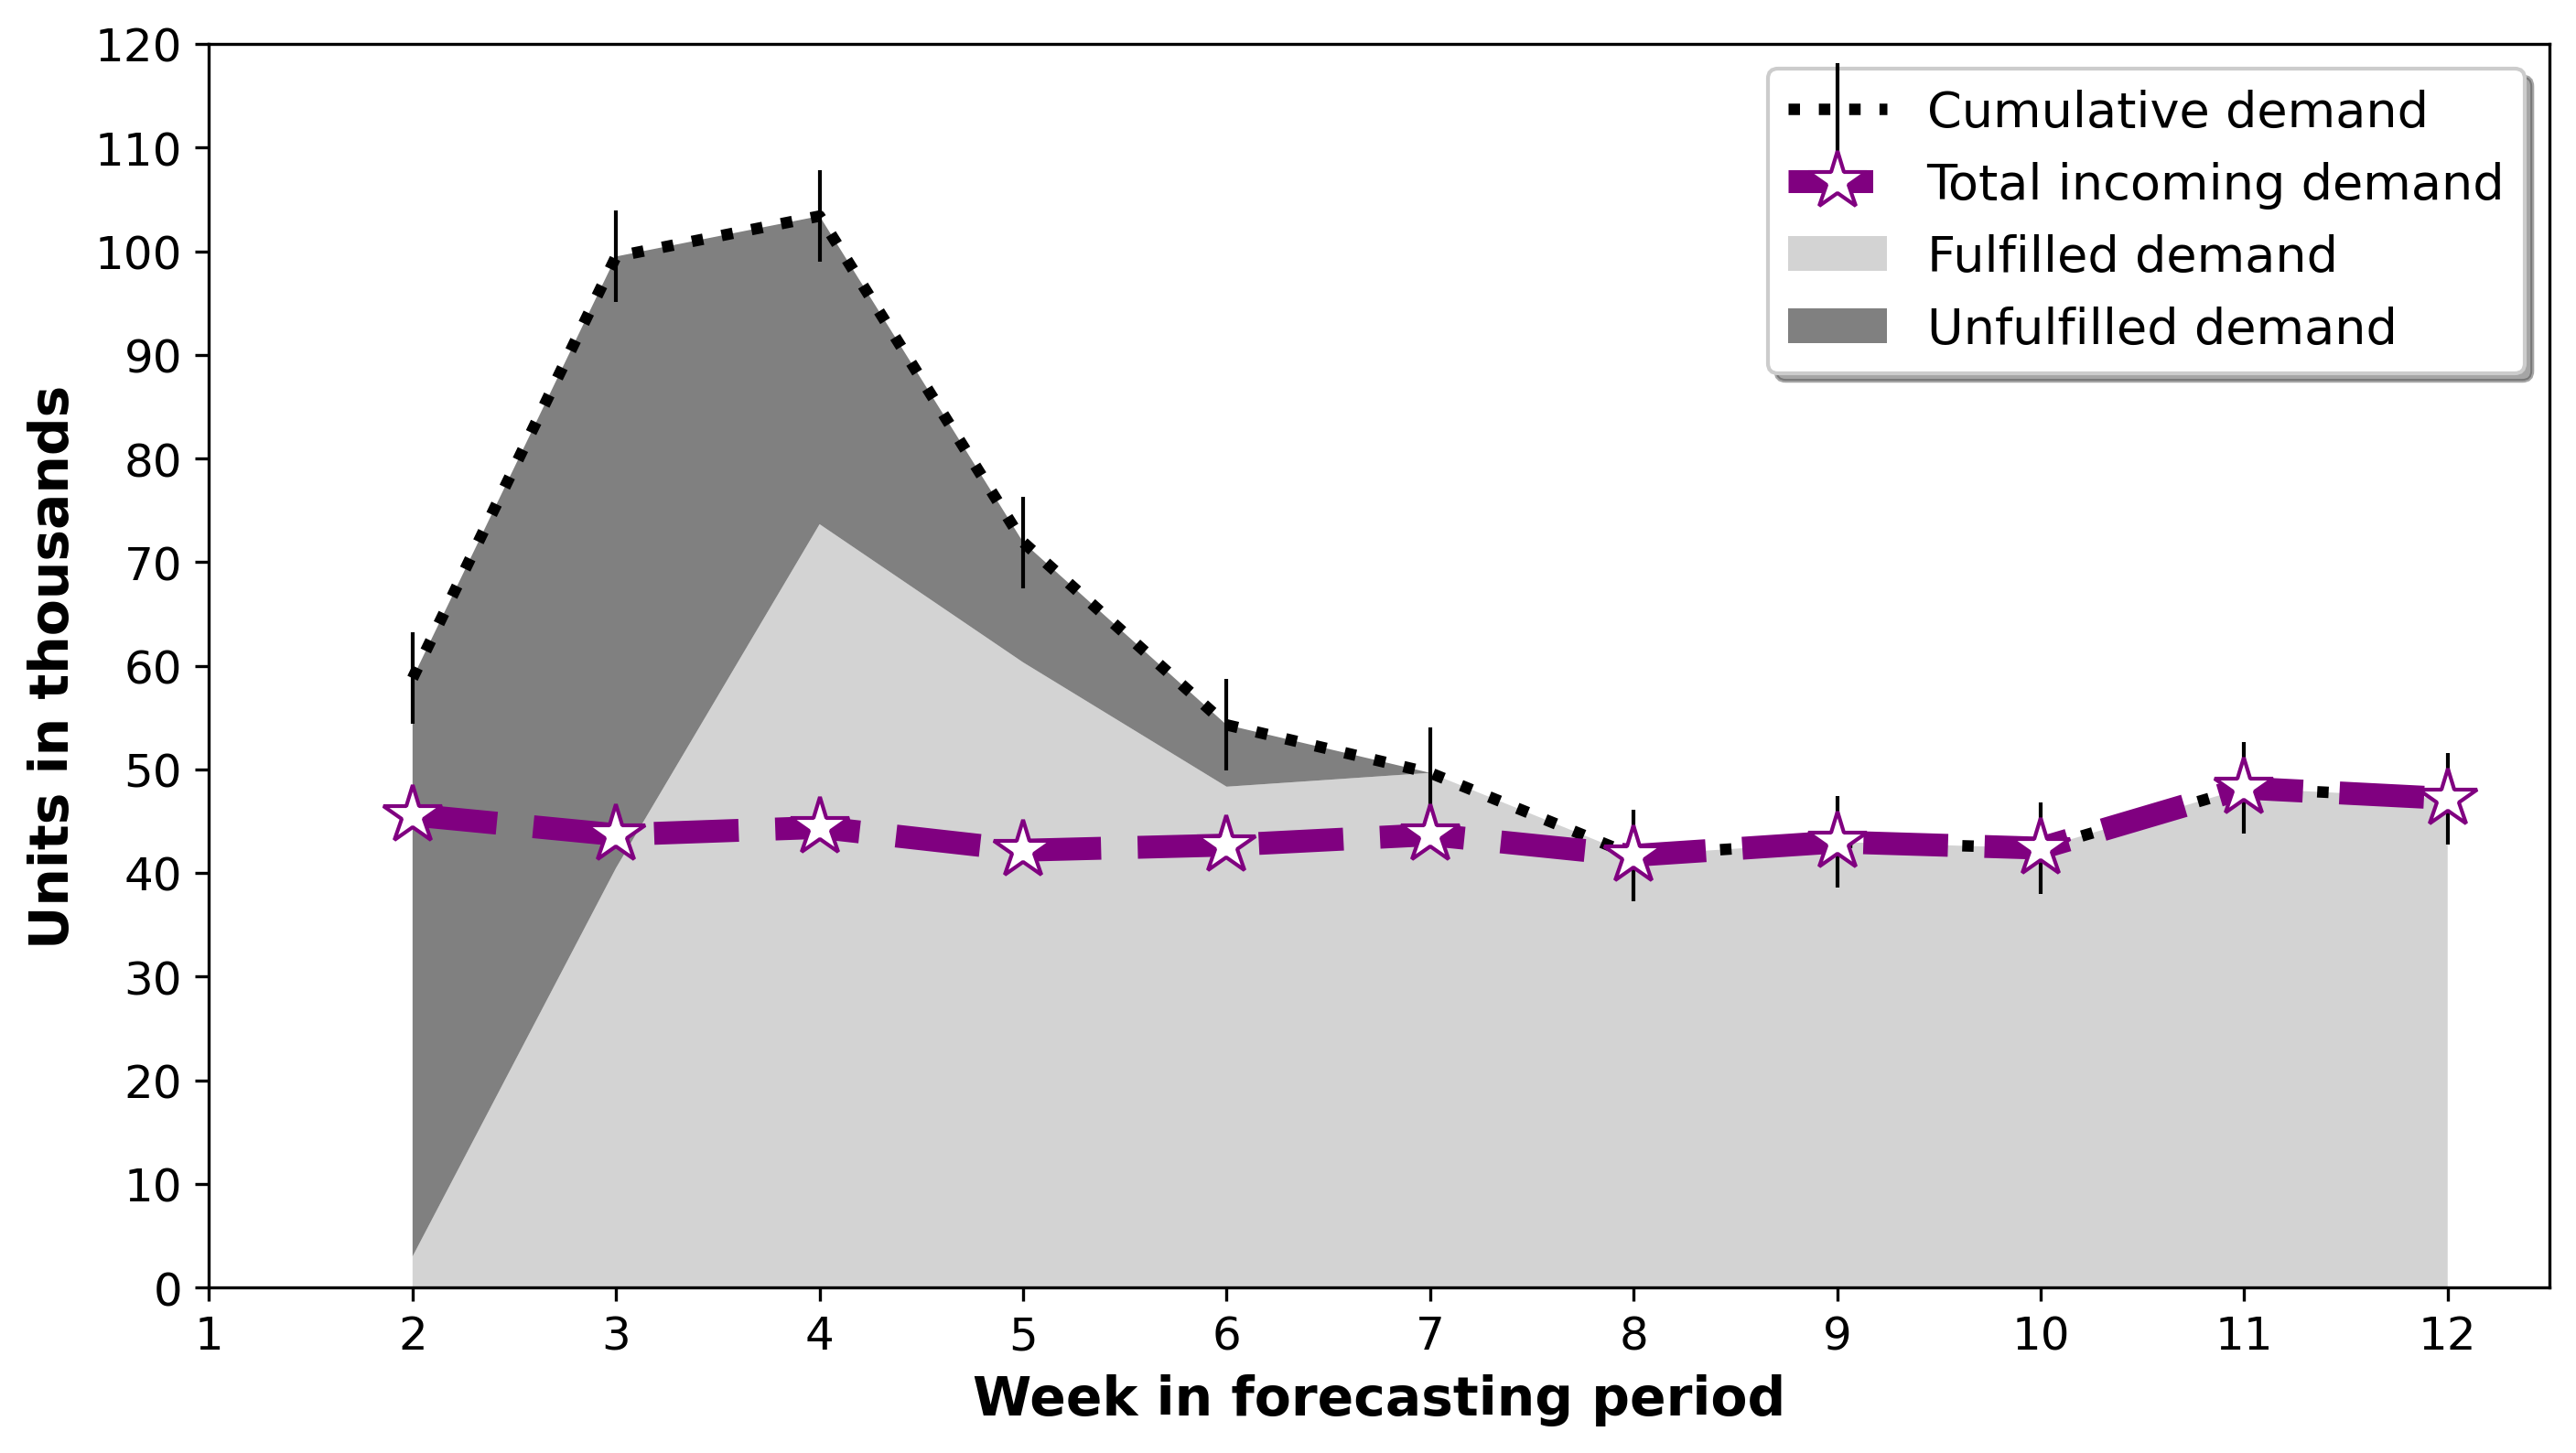 120
110
100
90
80
70
60
50
40
30
20
10
0
Units in thousands
Cumulative demand
Total incoming demand
Fulfilled demand
Unfulfilled demand
1 2 3 4 5 6 7 8 9 10 11 12
Week in forecasting period